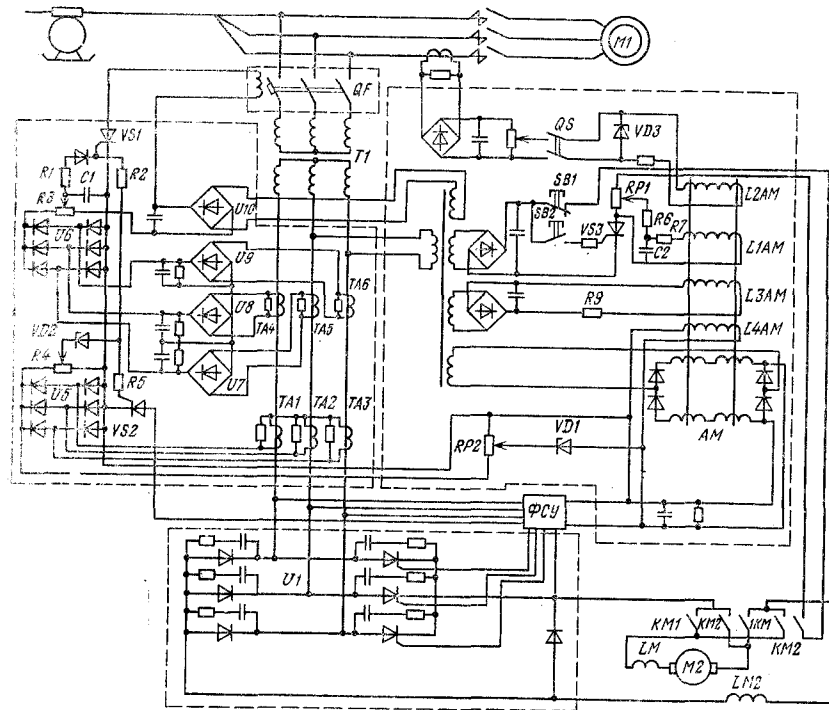 M1
QF
VS1
T1
QS
VD3
R1
C1
R2
R3
U6
U10
SB1
SB2
VS3
RP1
R6
R7
C2
L2AM
L1AM
U9
TA6
U8
TA4
TA5
R9
L3AM
L4AM
VD2
R4
U7
R5
U5
VS2
TA1
TA2
TA3
RP2
VD1
AM
ФСУ
U1
KM1
KM2
1KM
KM2
LM
M2
LM2